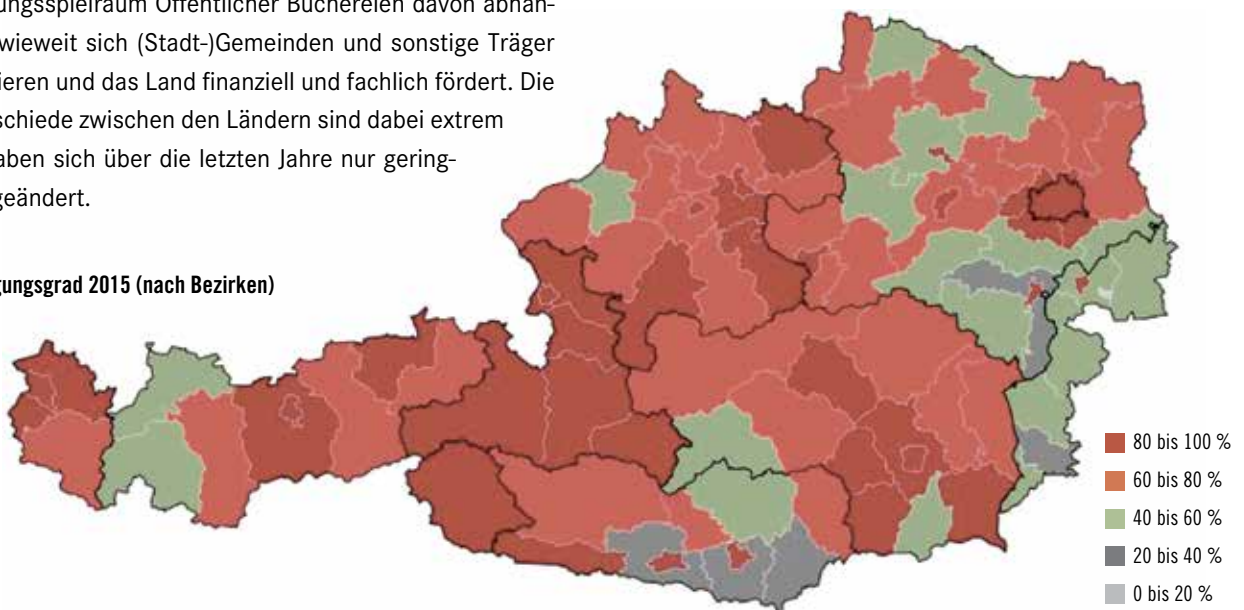 ungsspielraum Öffentlicher Büchereien davon abhän-
wieweit sich (Stadt-)Gemeinden und sonstige Träger
ieren und das Land finanziell und fachlich fördert. Die
schiede zwischen den Ländern sind dabei extrem
aben sich über die letzten Jahre nur gering-
geändert.
gungsgrad 2015 (nach Bezirken)
80 bis 100 %
60 bis 80 %
40 bis 60 %
20 bis 40 %
0 bis 20 %